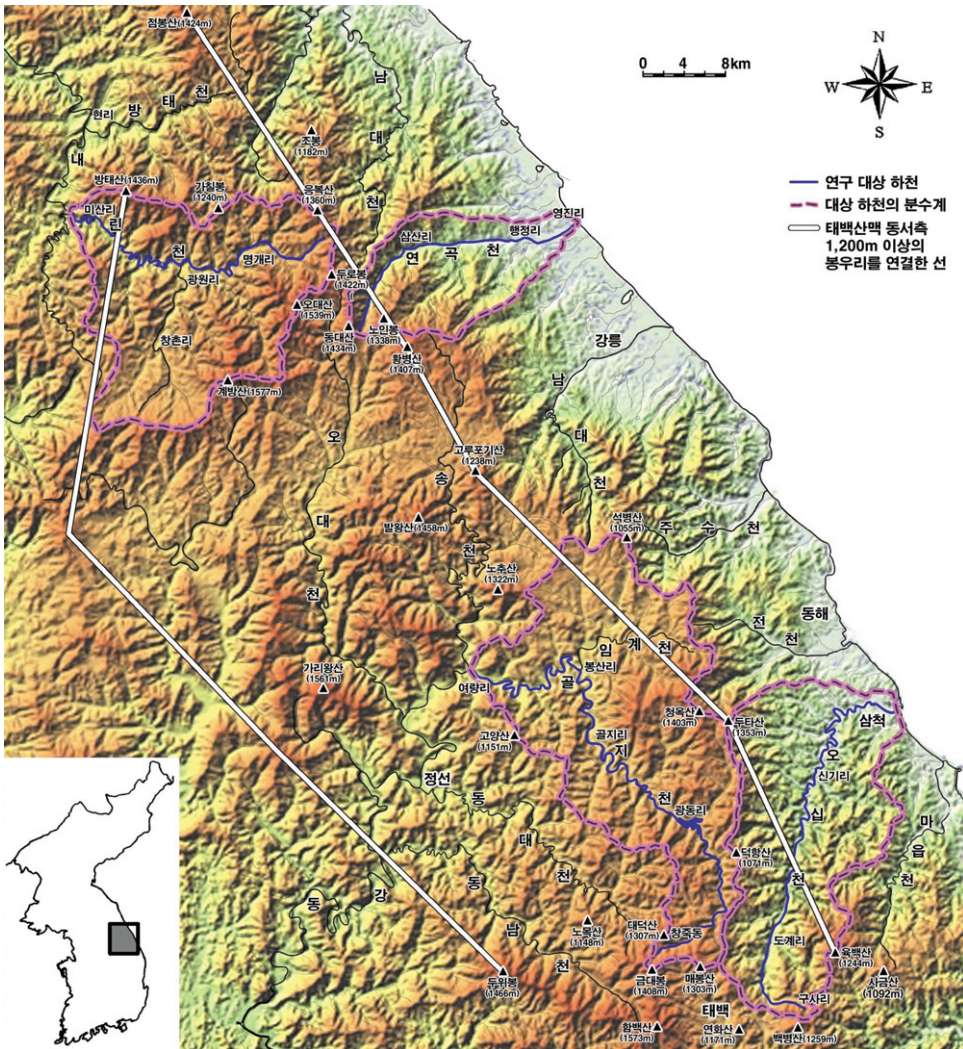 점봉산(1424m)
N
W
E
S
0 4 8km
연구 대상 하천
대상 하천의 분수계
태백산맥 동서측
1,200m 이상의
봉우리를 연결한 선
현리
방태천
내린천
남대천
조봉
(1182m)
방태산(1436m)
가칠봉
(1240m)
응복산
(1360m)
미산리
광원리
명개리
창촌리
두로봉
(1422m)
오대산
(1539m)
동대산
(1434m)
계방산(1577m)
영진리
행정리
삼산리
연곡천
노인봉
(1338m)
황병산
(1407m)
강릉
남대천
고루포기산
(1238m)
오대천
송천
발왕산(1458m)
노추산
(1322m)
석병산
(1055m)
주수천
동해
전천
임계천
봉산리
여량리
골지천
골지리
가리왕산
(1561m)
고양산
(1151m)
청옥산
(1403m)
두타산
(1353m)
삼척
오십천
신기리
마읍천
정선
동대천
광동리
덕항산
(1071m)
동강
동남천
노목산
(1148m)
대덕산
(1307m)
창죽동
도계리
육백산
(1244m)
사금산
(1092m)
두위봉
(1466m)
금대봉
(1408m)
매봉산
(1303m)
구사리
태백
함백산
(1573m)
연화산
(1171m)
백병산(1259m)